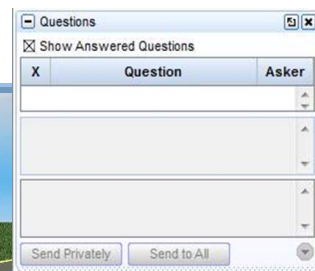 Questions
Show Answered Questions
X Question Asker
Send Privately Send to All